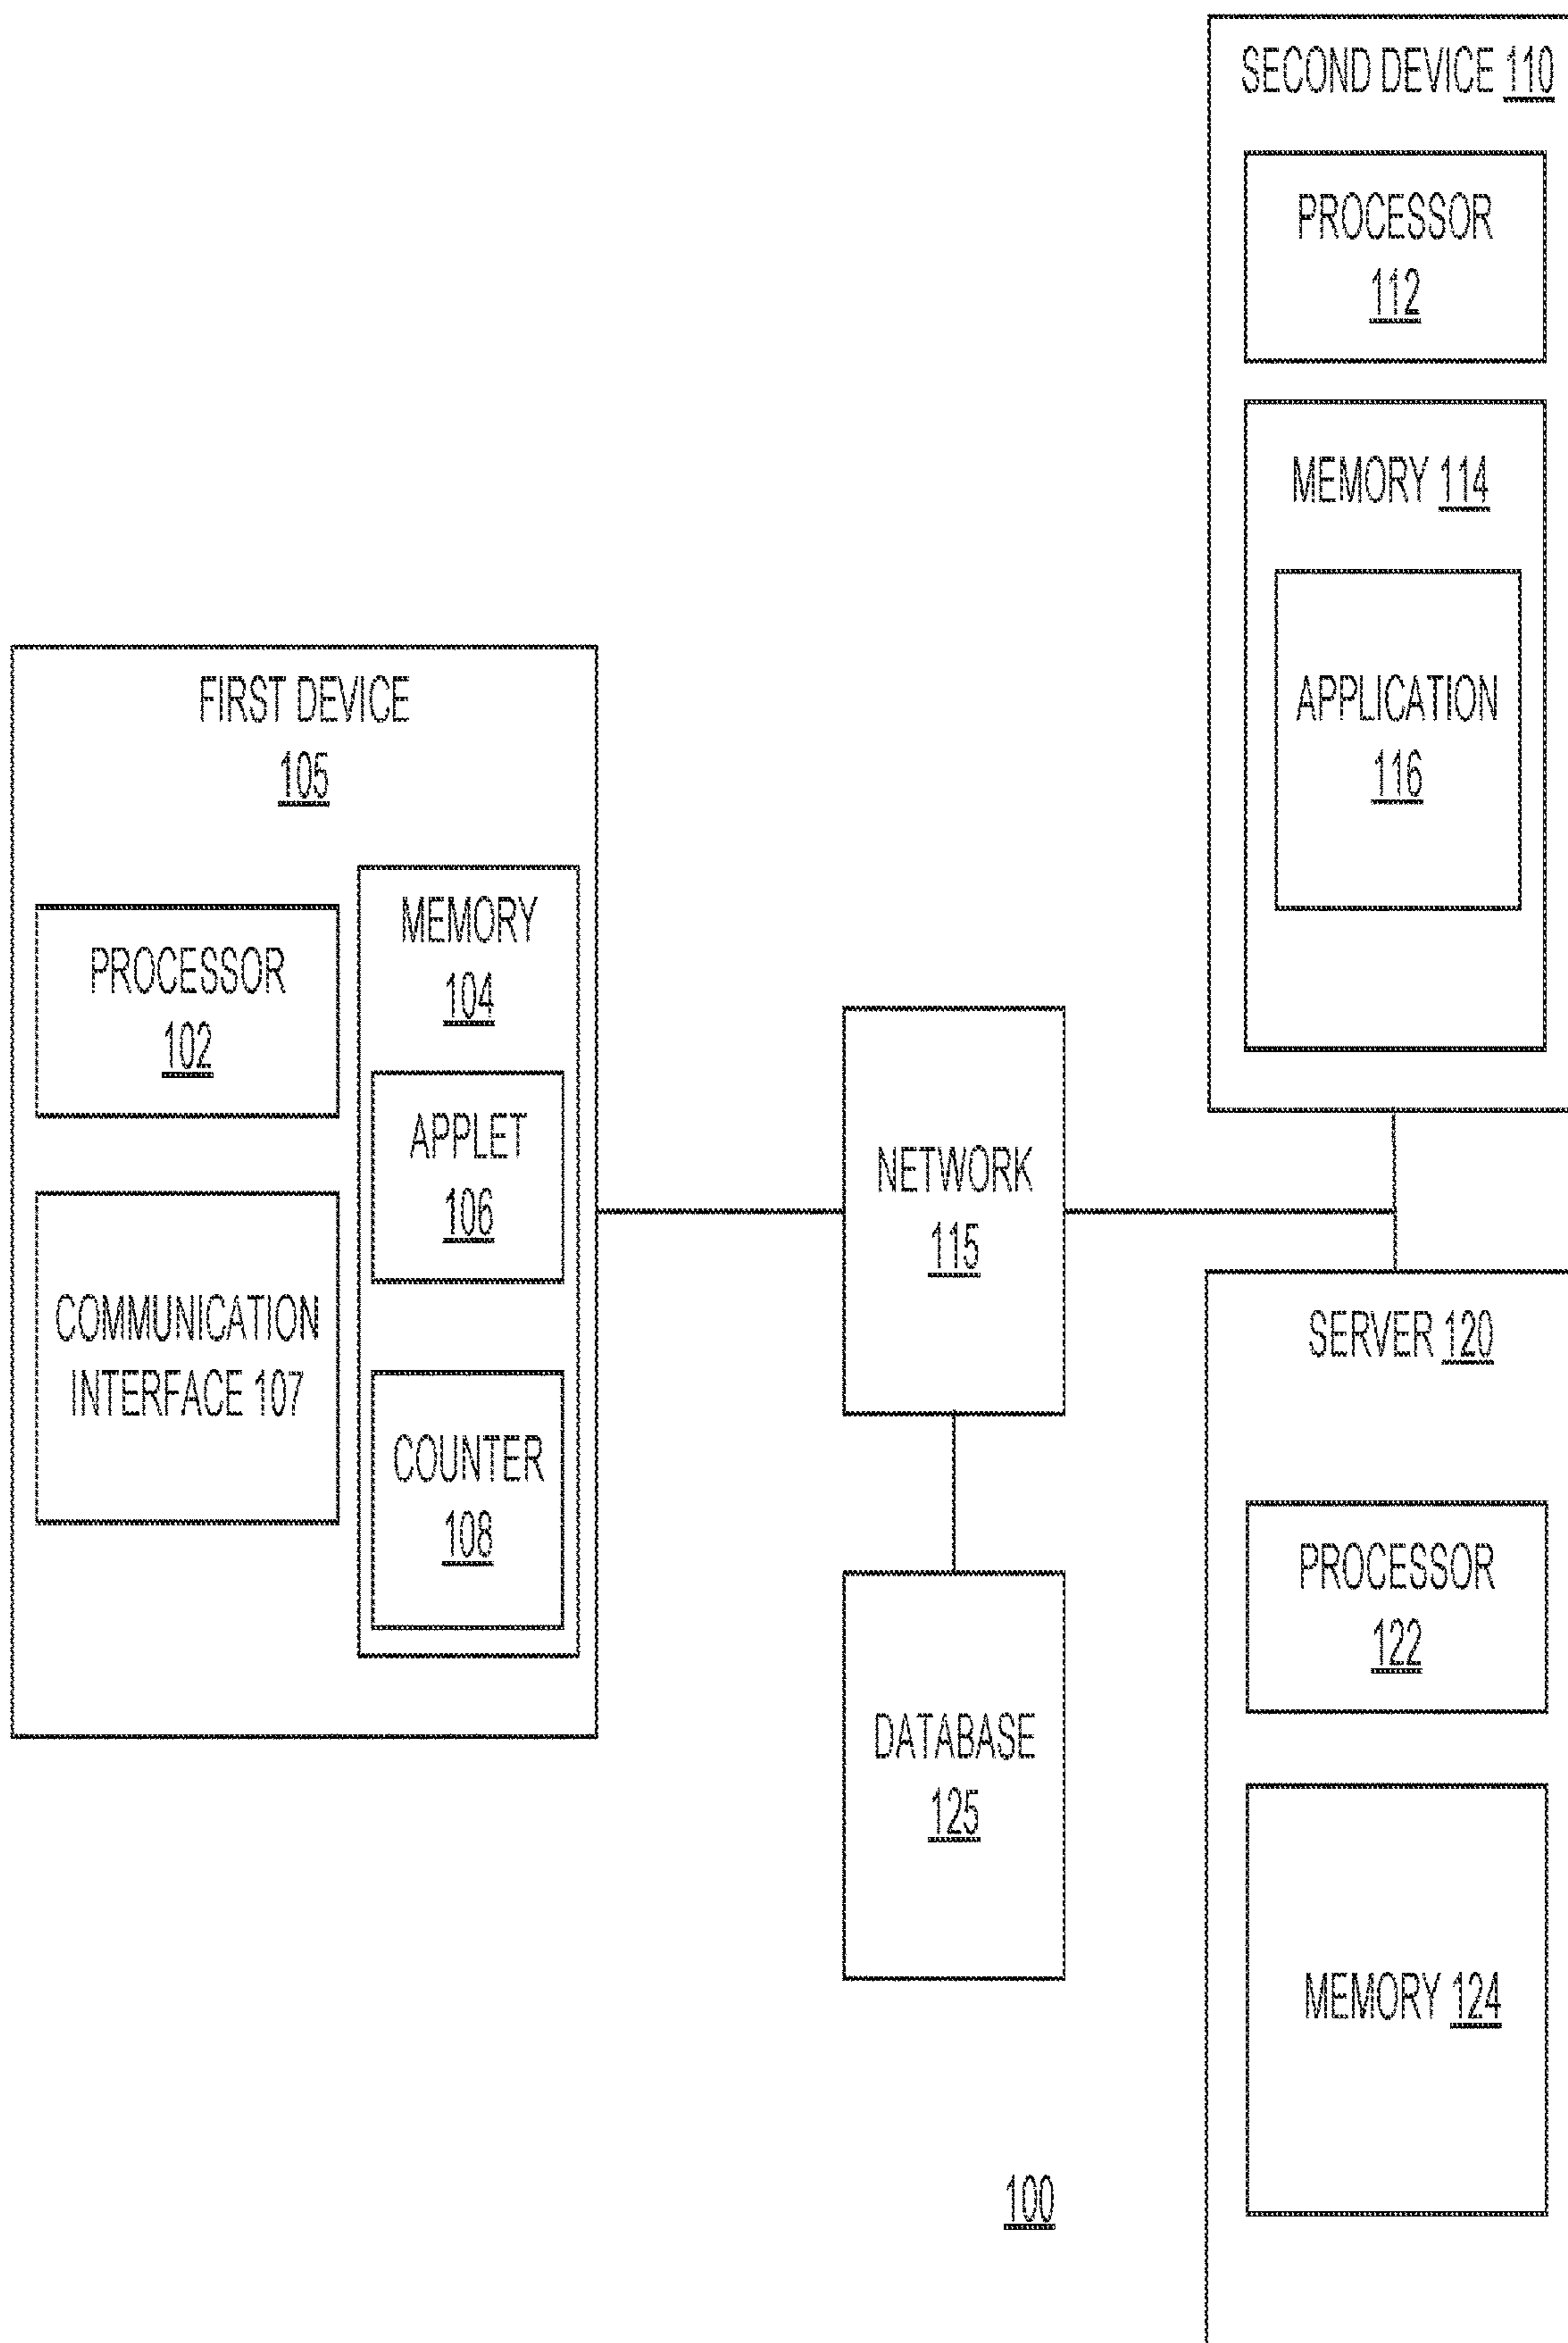 FIRST DEVICE
105
PROCESSOR
102
COMMUNICATION
INTERFACE 107
MEMORY
104
APPLET
106
COUNTER
108
NETWORK
115
DATABASE
125
SECOND DEVICE 110
PROCESSOR
112
MEMORY 114
APPLICATION
116
SERVER 120
PROCESSOR
122
MEMORY 124
100